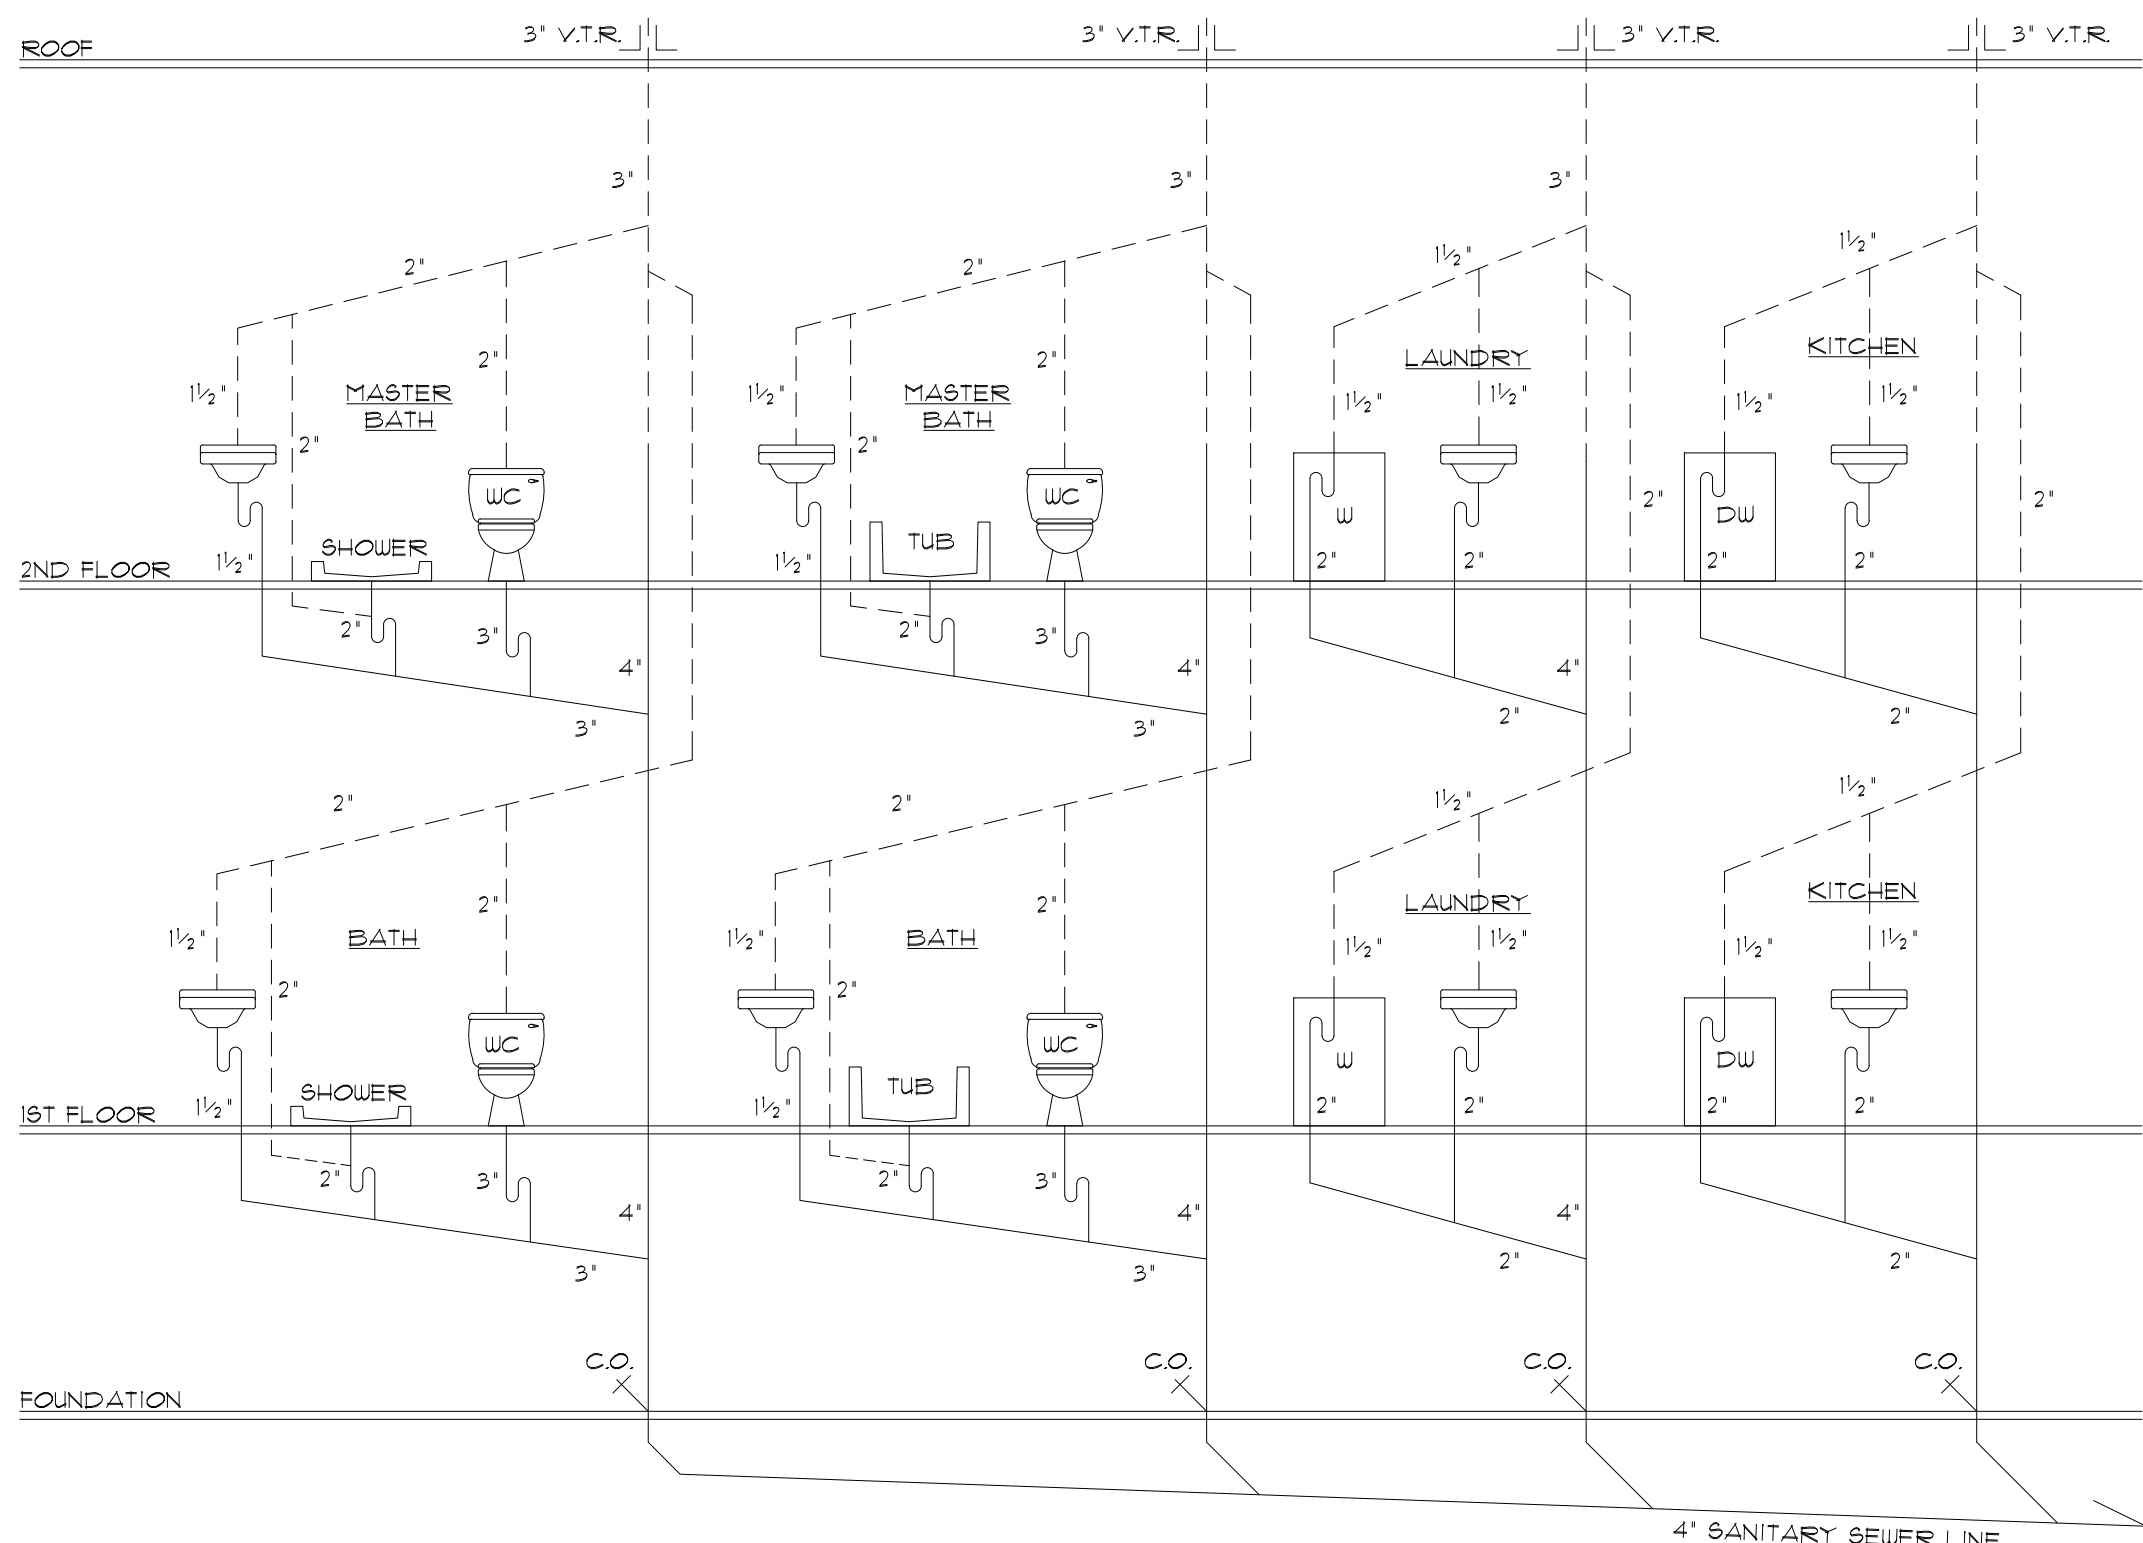 3" V.T.R. 3" V.T.R. 3" V.T.R. 3" V.T.R.
ROOF
3" 3" 3"
1½" 1½"
2" 2"
KITCHEN
2" 2" LAUNDRY
MASTER MASTER
1½" 1½" 1½" 1½"
1½" 1½"
BATH BATH
2" 2"
WC WC 2" 2"
W DW
SHOWER TUB
1½" 1½" 2" 2" 2" 2"
2ND FLOOR
2" 3" 2" 3"
4" 4" 4"
2" 2"
3" 3"
1½" 1½"
2" 2"
KITCHEN
2" 2" LAUNDRY
1½" BATH 1½" BATH 1½" 1½"
1½" 1½"
2" 2"
WC WC
W DW
SHOWER TUB
1½" 1½" 2" 2" 2" 2"
1ST FLOOR
2" 3" 2" 3"
4" 4" 4"
2" 2"
3" 3"
C.O. C.O. C.O. C.O.
FOUNDATION
4" SANITARY SEWER LINE